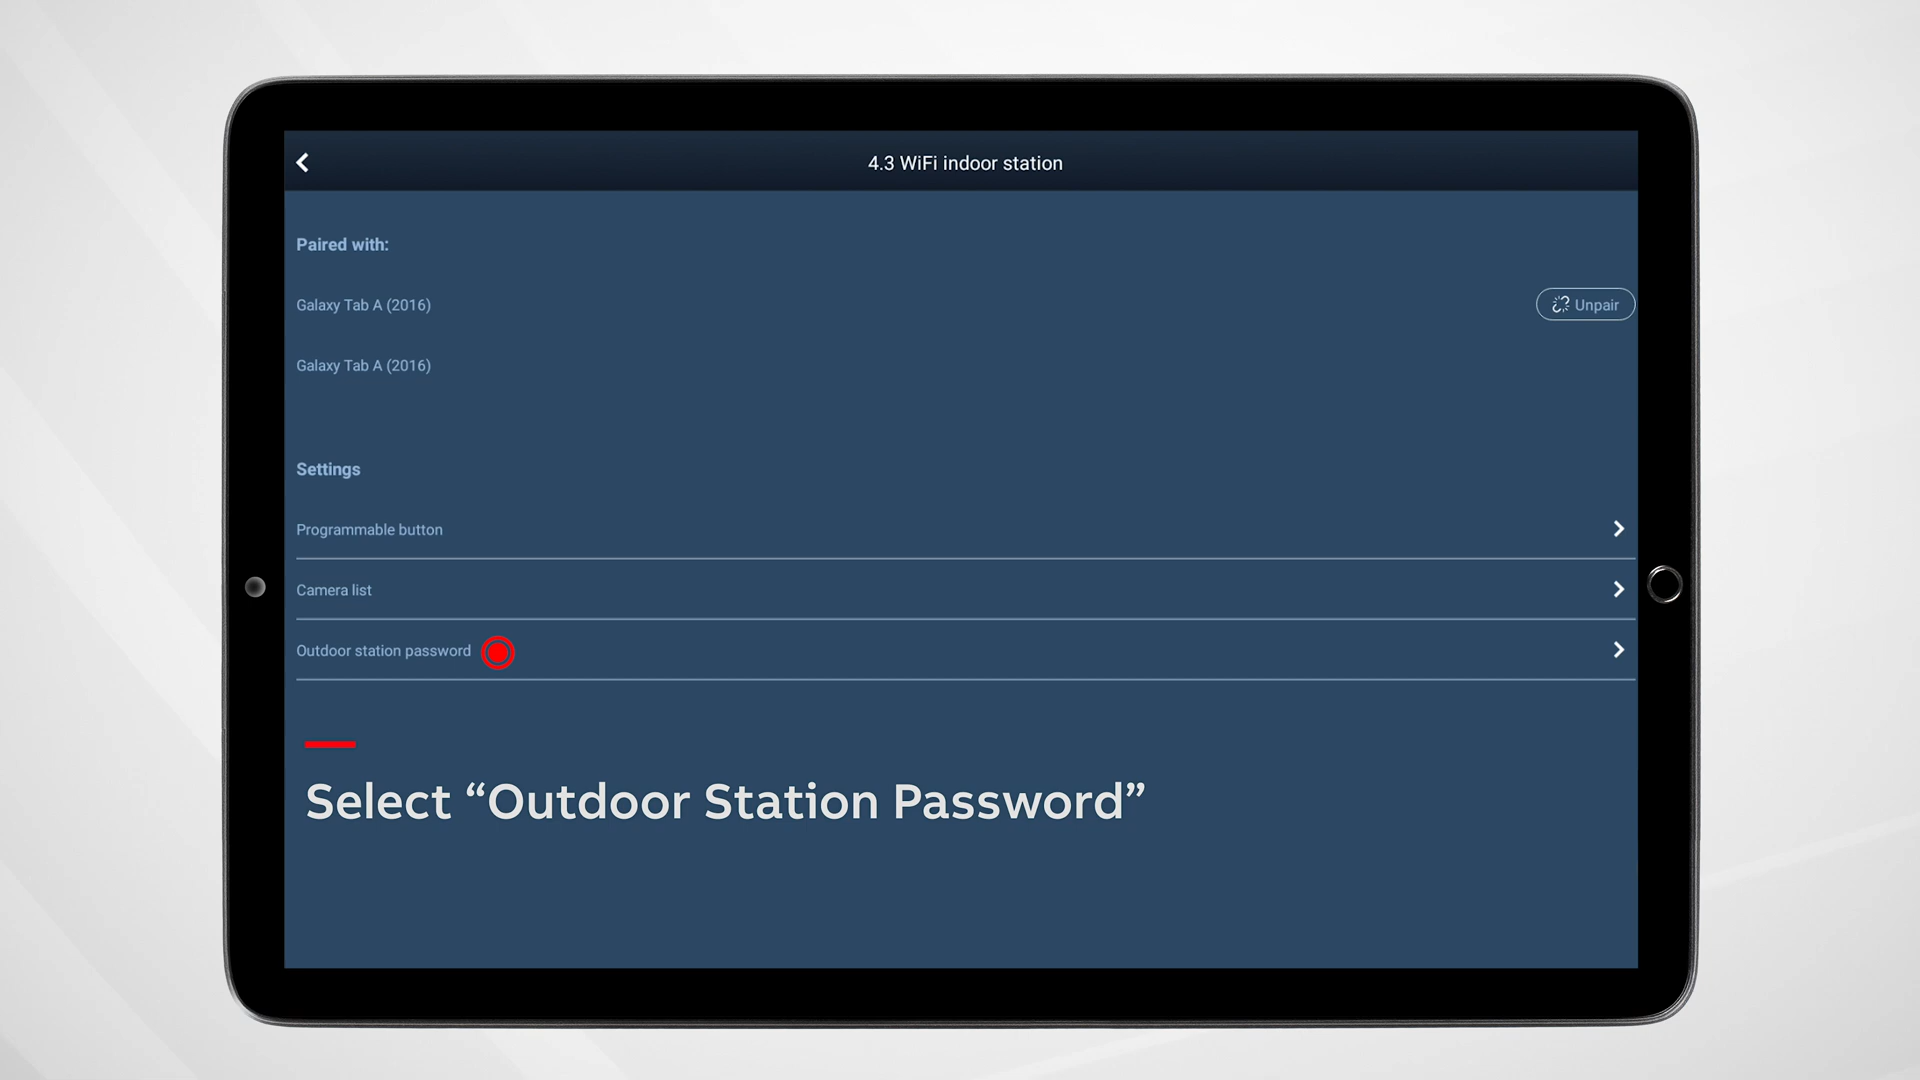 4.3 WiFi indoor station
Paired with:
Galaxy Tab A (2016)
Unpair
Galaxy Tab A (2016)
Settings
Programmable button
Camera list
Outdoor station password
Select “Outdoor Station Password”